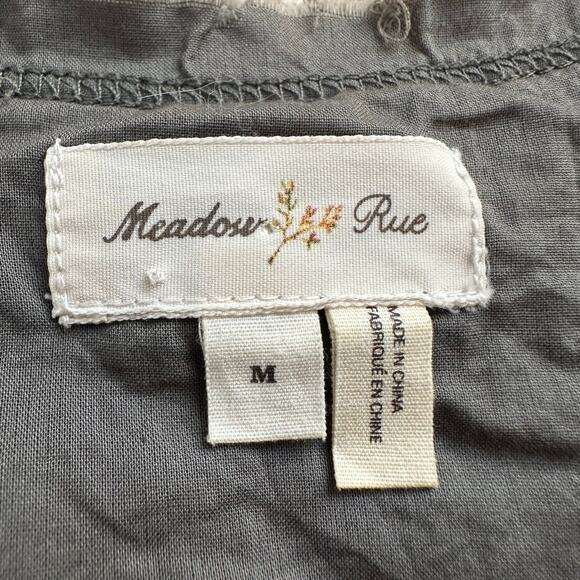 Meadow Rue
M
MADE IN CHINA
FABRIQUÉ EN CHINE